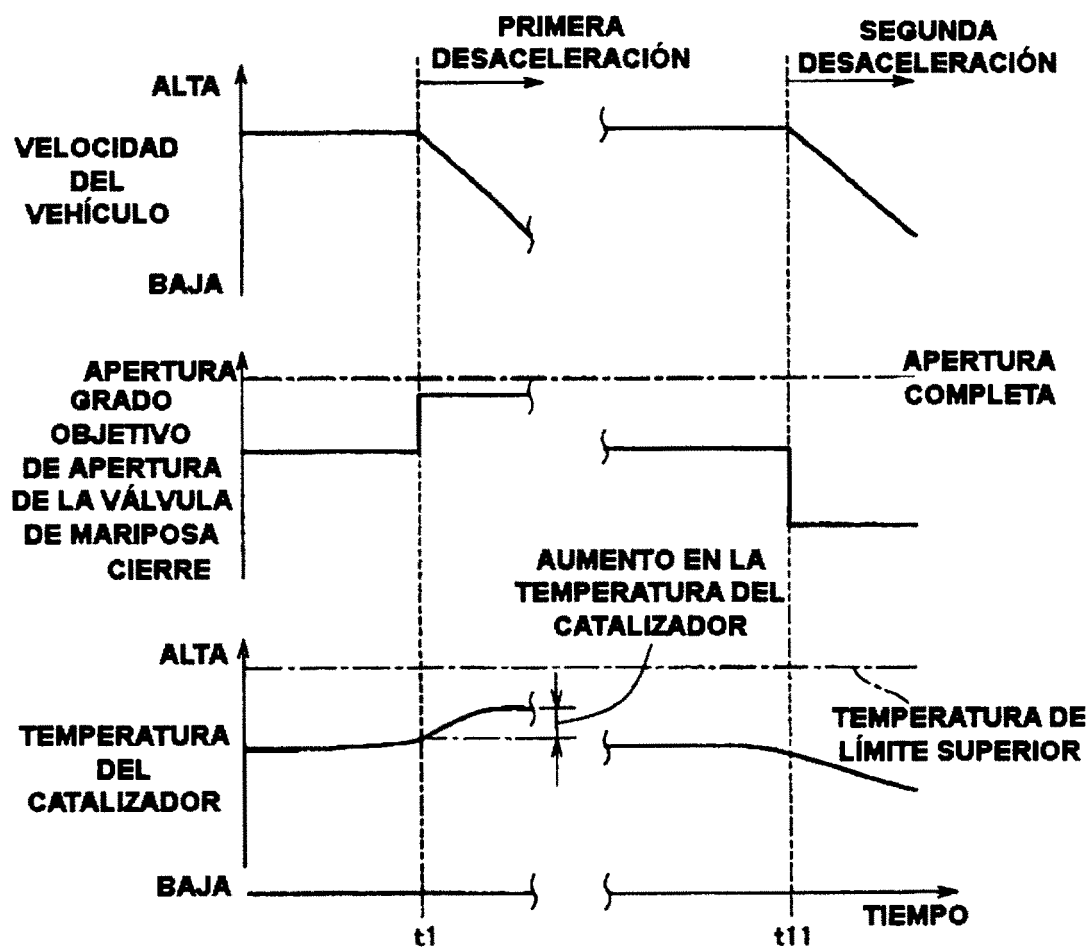 PRIMERA
DESACELERACIÓN
SEGUNDA
DESACELERACIÓN
ALTA
VELOCIDAD
DEL
VEHÍCULO
BAJA
APERTURA
GRADO
OBJETIVO
DE APERTURA
DE LA VÁLVULA
DE MARIPOSA
CIERRE
APERTURA
COMPLETA
AUMENTO EN LA
TEMPERATURA DEL
CATALIZADOR
ALTA
TEMPERATURA
DEL
CATALIZADOR
BAJA
TEMPERATURA DE
LÍMITE SUPERIOR
TIEMPO
t1
t11